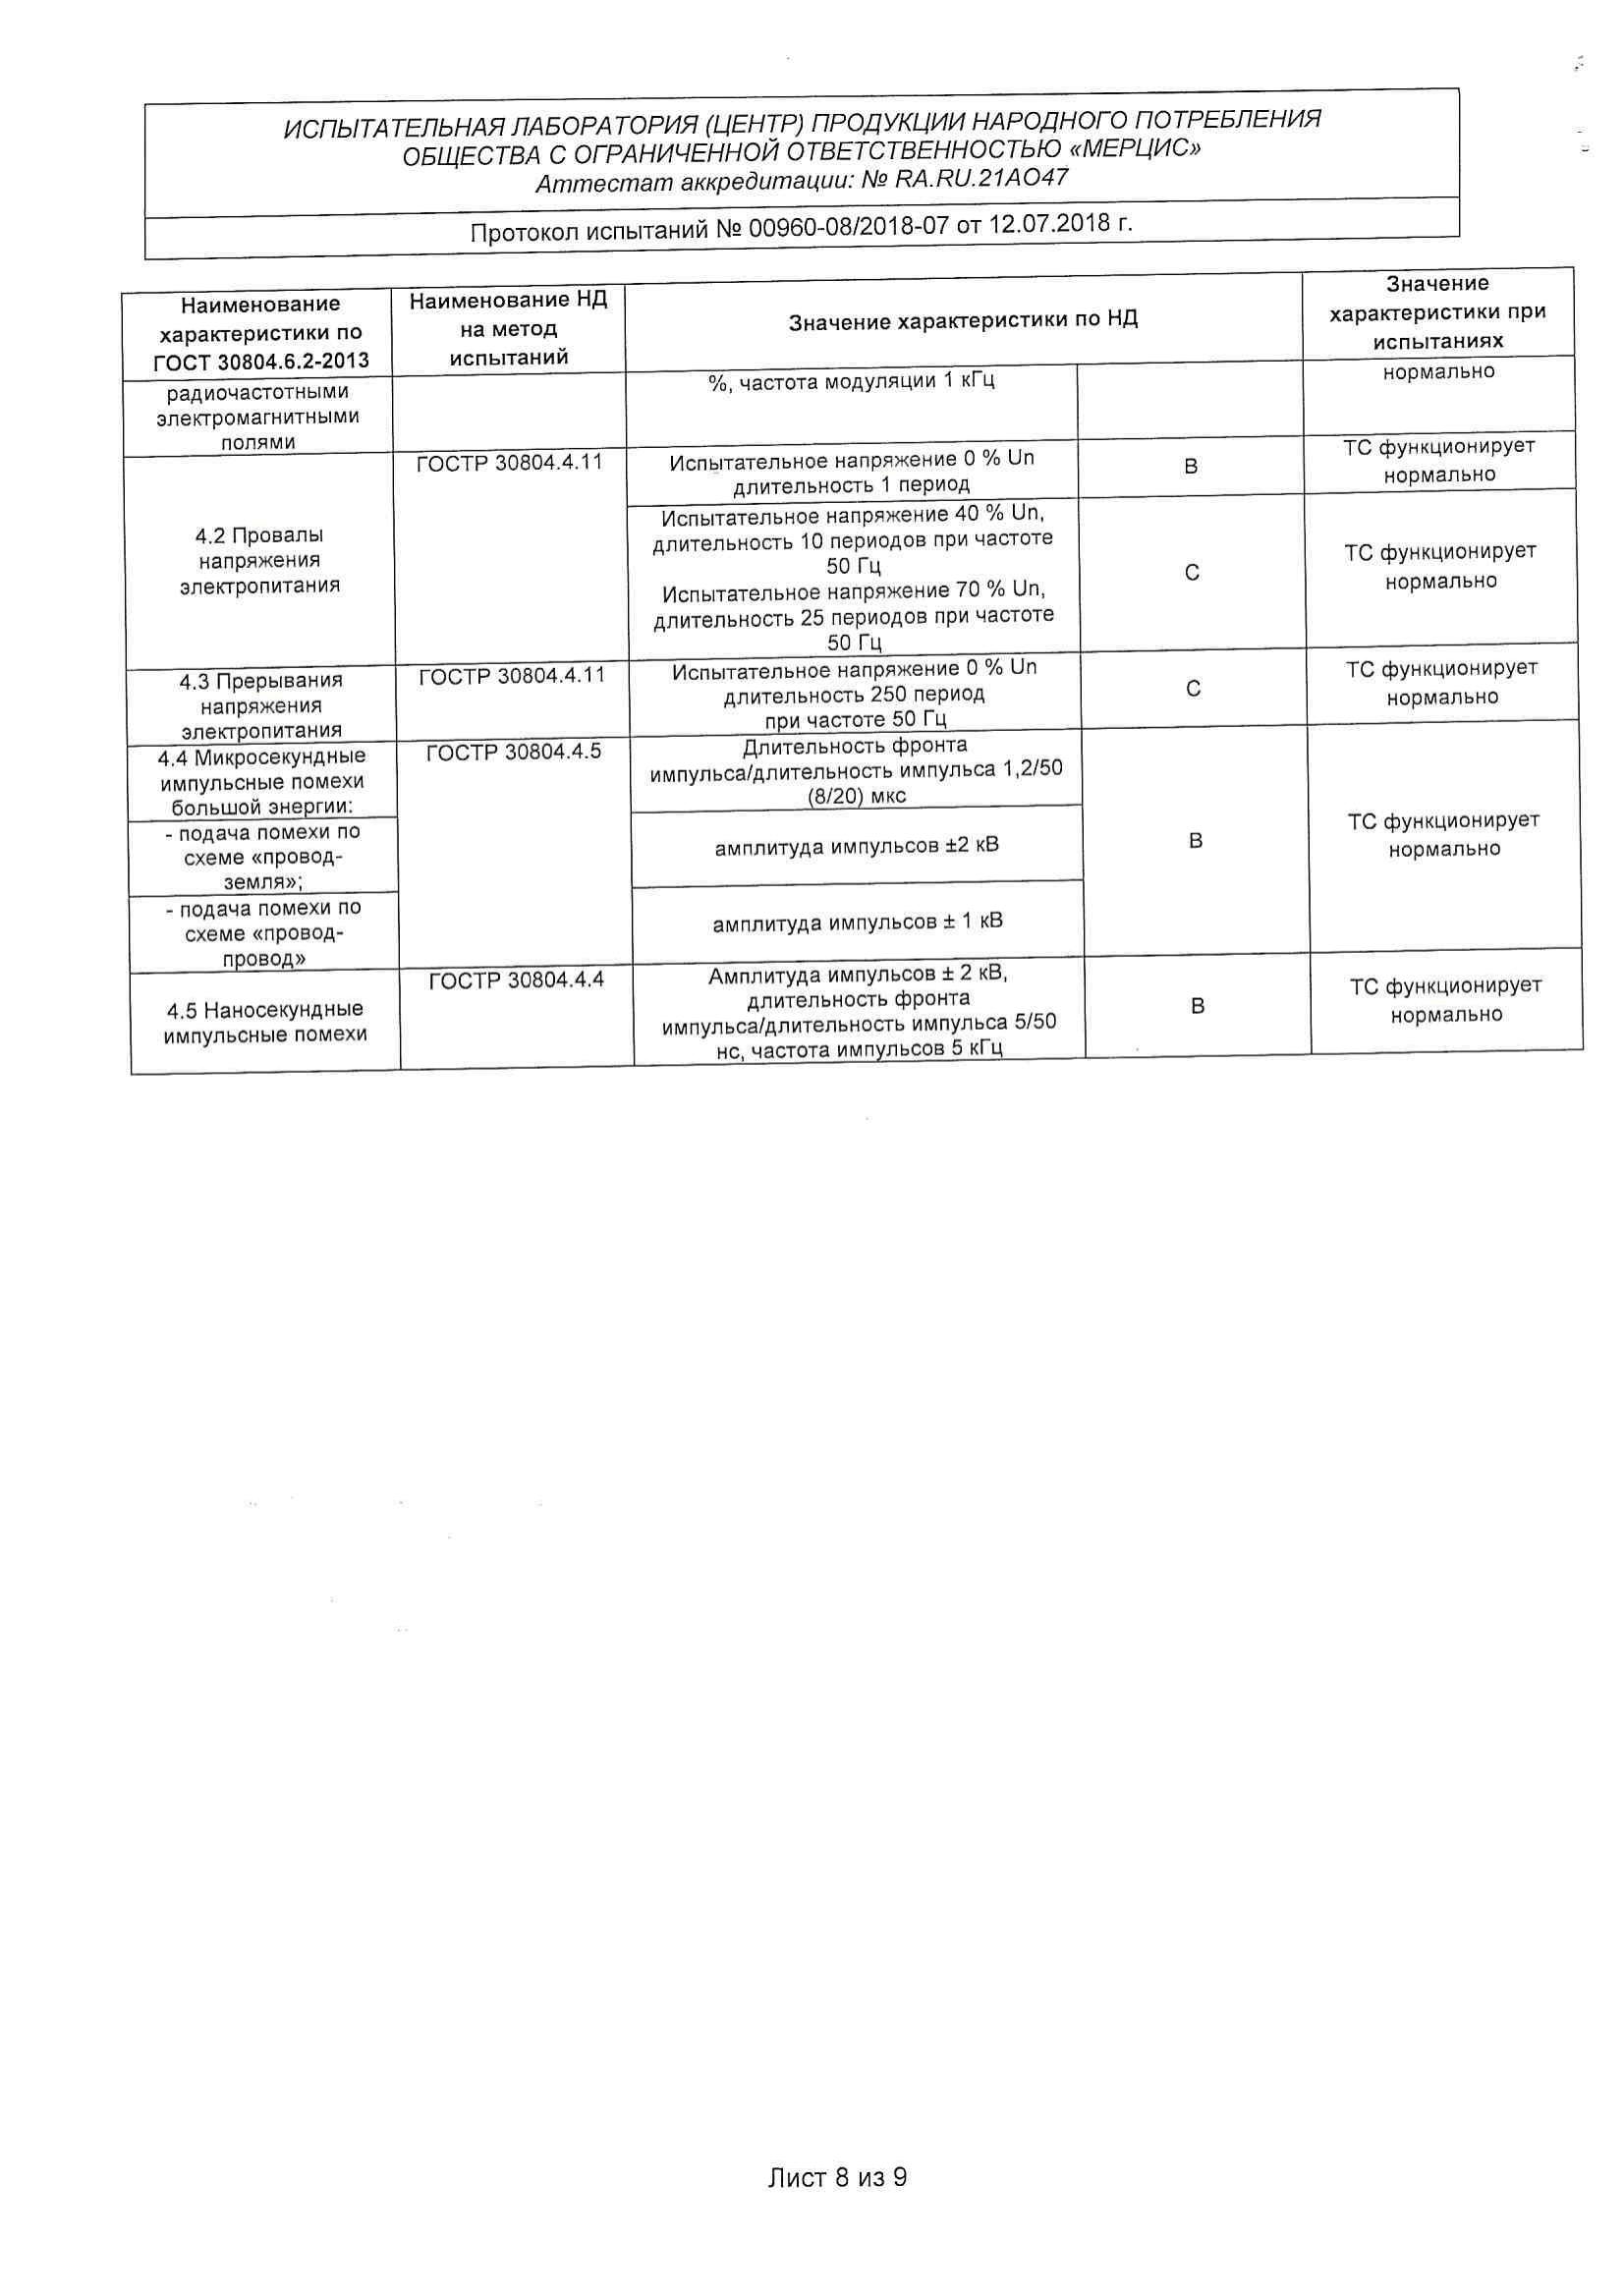 ИСПЫТАТЕЛЬНАЯ ЛАБОРАТОРИЯ (ЦЕНТР) ПРОДУКЦИИ НАРОДНОГО ПОТРЕБЛЕНИЯ
ОБЩЕСТВА С ОГРАНИЧЕННОЙ ОТВЕТСТВЕННОСТЬЮ «МЕРЦИС»
Аттестат аккредитации: № RA.RU.21АО47
Протокол испытаний № 00960-08/2018-07 от 12.07.2018 г.
Наименование
характеристики по
ГОСТ 30804.6.2-2013
Наименование НД
на метод
испытаний
Значение характеристики по НД
Значение
характеристики при
испытаниях
радиочастотными
электромагнитными
полями
%, частота модуляции 1 кГц
нормально
4.2 Провалы
напряжения
электропитания
ГОСТР 30804.4.11
Испытательное напряжение 0 % Un
длительность 1 период
В
ТС функционирует
нормально
Испытательное напряжение 40 % Un,
длительность 10 периодов при частоте
50 Гц
Испытательное напряжение 70 % Un,
длительность 25 периодов при частоте
50 Гц
С
ТС функционирует
нормально
4.3 Прерывания
напряжения
электропитания
ГОСТР 30804.4.11
Испытательное напряжение 0 % Un
длительность 250 период
при частоте 50 Гц
С
ТС функционирует
нормально
4.4 Микросекундные
импульсные помехи
большой энергии:
- подача помехи по
схеме «провод-
земля»;
- подача помехи по
схеме «провод-
провод»
ГОСТР 30804.4.5
Длительность фронта
импульса/длительность импульса 1,2/50
(8/20) мкс
амплитуда импульсов ±2 кВ
амплитуда импульсов ± 1 кВ
В
ТС функционирует
нормально
4.5 Наносекундные
импульсные помехи
ГОСТР 30804.4.4
Амплитуда импульсов ± 2 кВ,
длительность фронта
импульса/длительность импульса 5/50
нс, частота импульсов 5 кГц
В
ТС функционирует
нормально
Лист 8 из 9